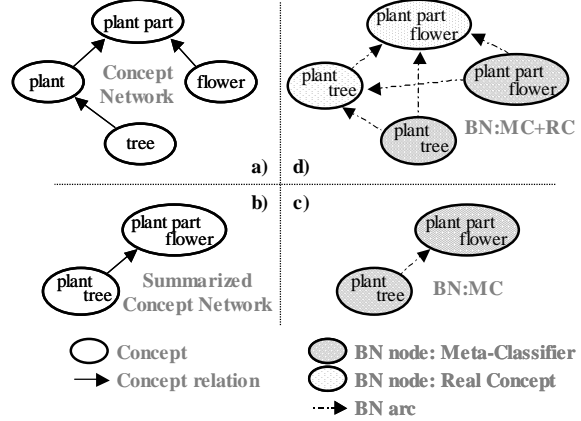 plant part
plant
Concept
Network
flower
tree
a)
plant part
flower
plant
tree
plant part
flower
plant
tree
BN:MC+RC
d)
b)
plant part
flower
plant
tree
Summarized
Concept Network
c)
plant part
flower
plant
tree
BN:MC
Concept
Concept relation
BN node: Meta-Classifier
BN node: Real Concept
BN arc